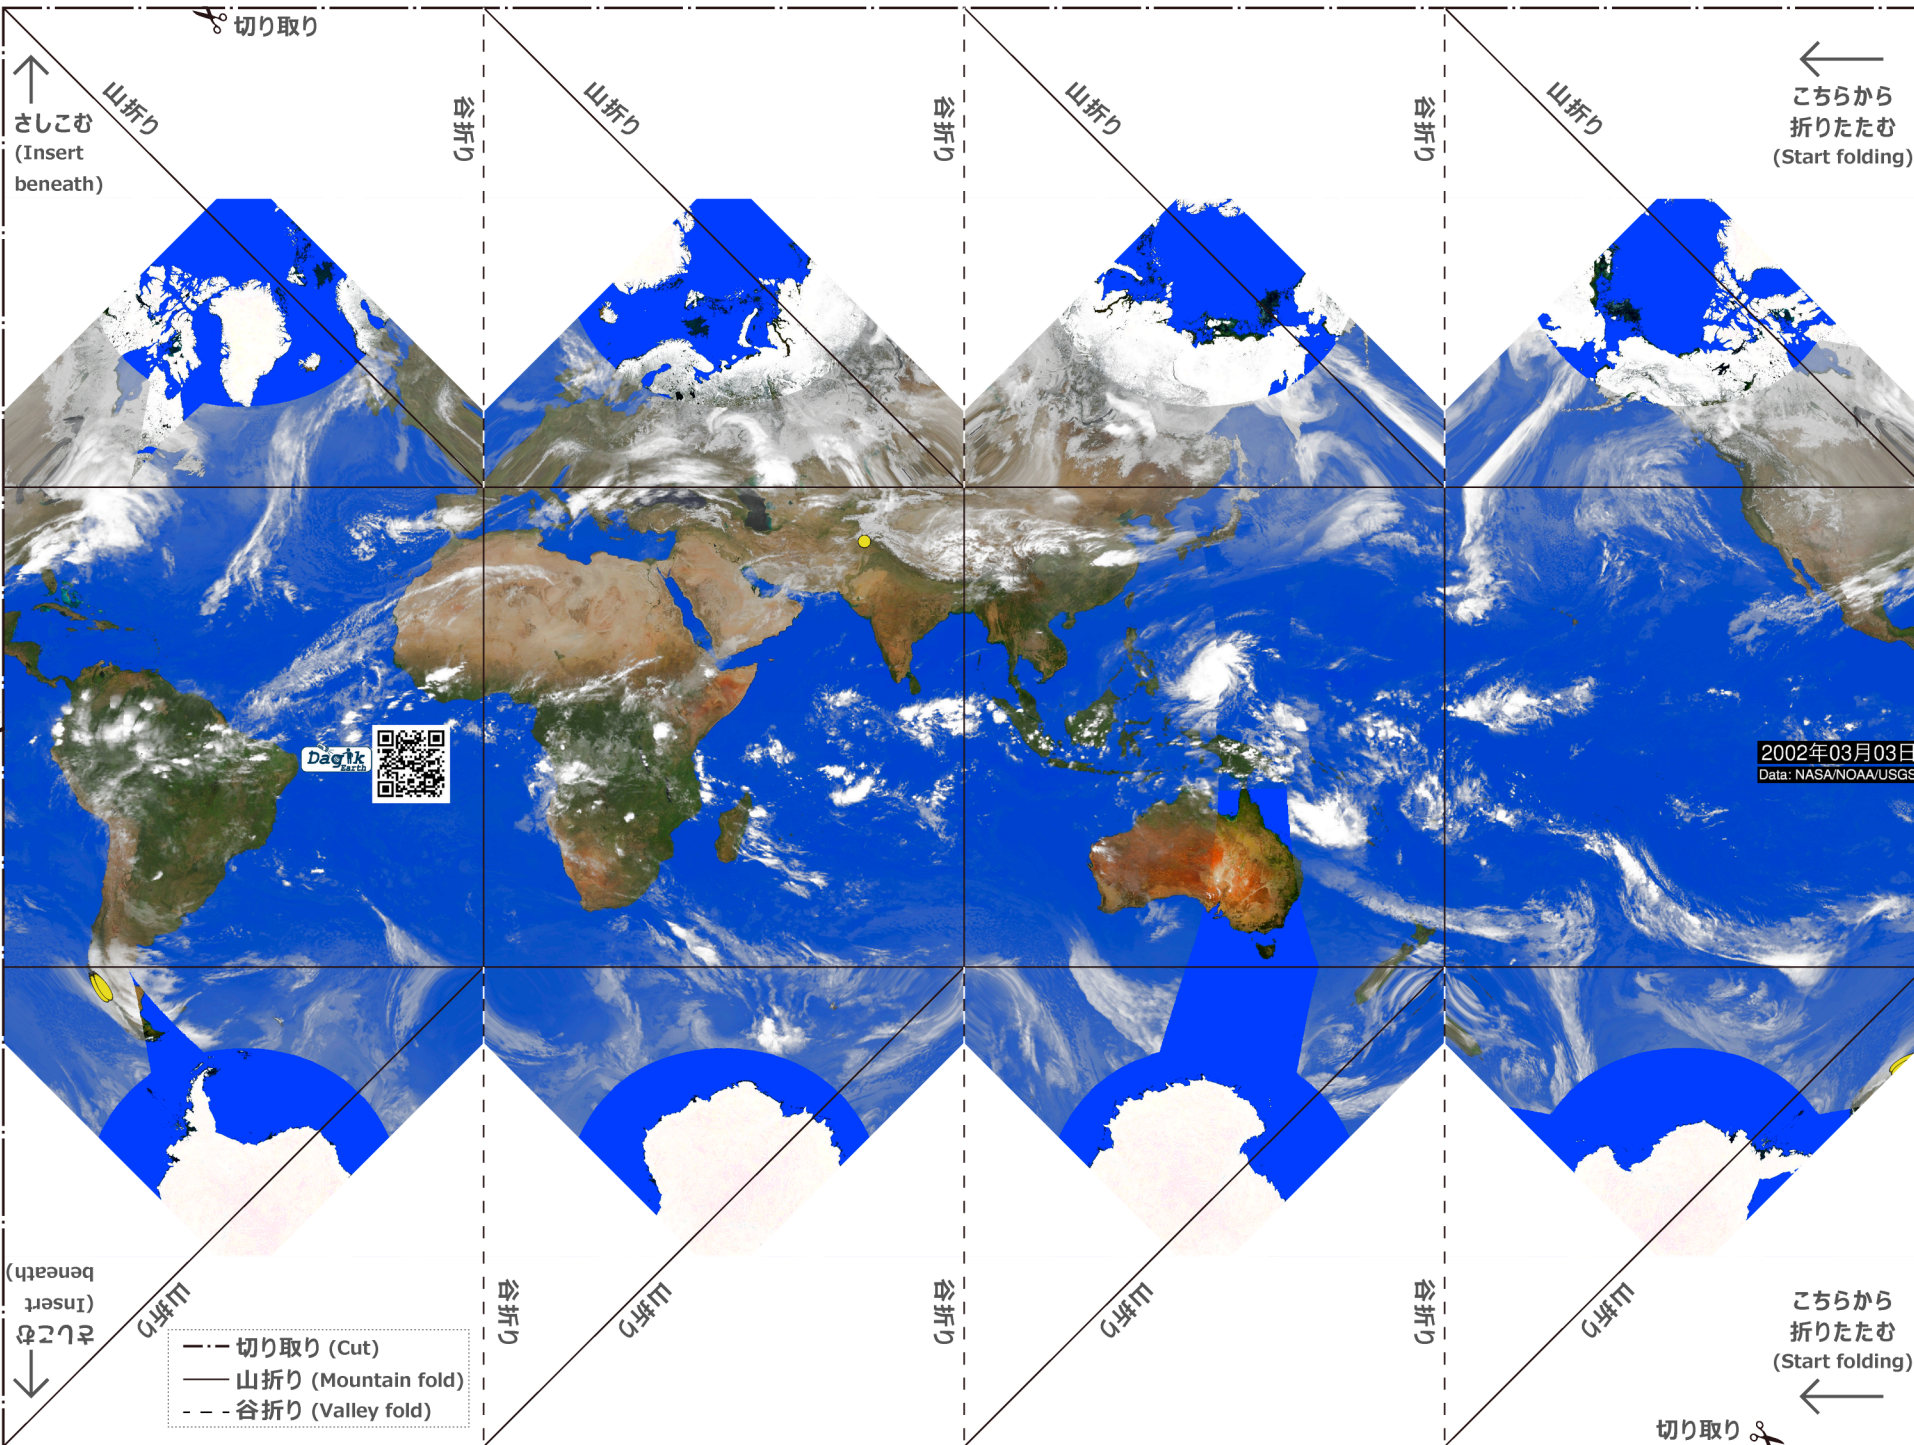 切り取り
山折り
谷折り
山折り
谷折り
山折り
谷折り
山折り
さしこむ
(Insert
beneath)
こちらから
折りたたむ
(Start folding)
Dagik
Earth
2002年03月03日
Data: NASA/NOAA/USGS
さしこむ
(Insert
beneath)
山折り
谷折り
山折り
谷折り
山折り
谷折り
山折り
こちらから
折りたたむ
(Start folding)
切り取り (Cut)
山折り (Mountain fold)
谷折り (Valley fold)
切り取り